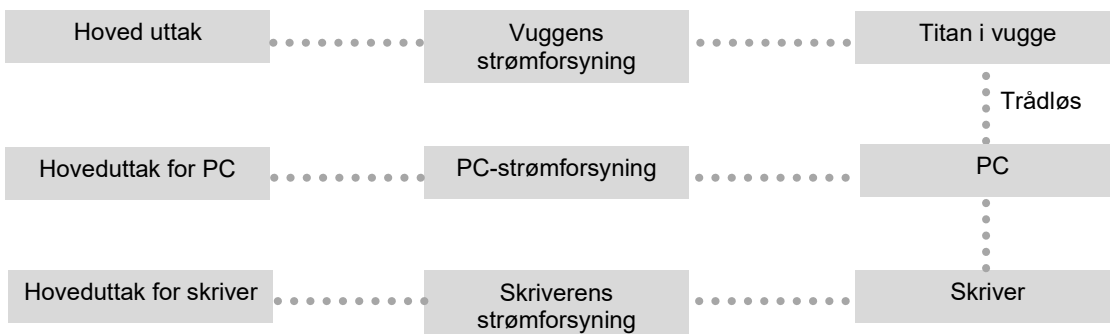 Hoved uttak
Vuggens
strømforsyning
Titan i vugge
Trådløs
Hoveduttak for PC
PC-strømforsyning
PC
Hoveduttak for skriver
Skriverens
strømforsyning
Skriver